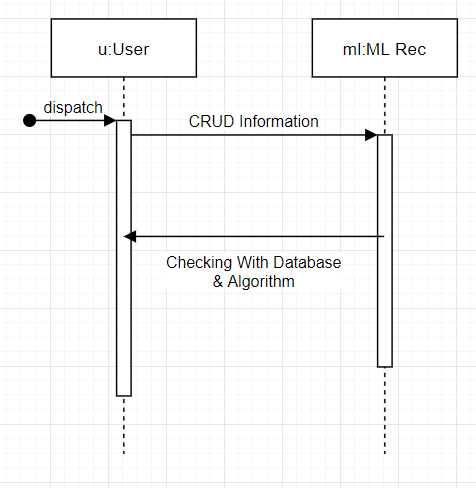 u:User
ml:ML Rec
dispatch
CRUD Information
Checking With Database
& Algorithm